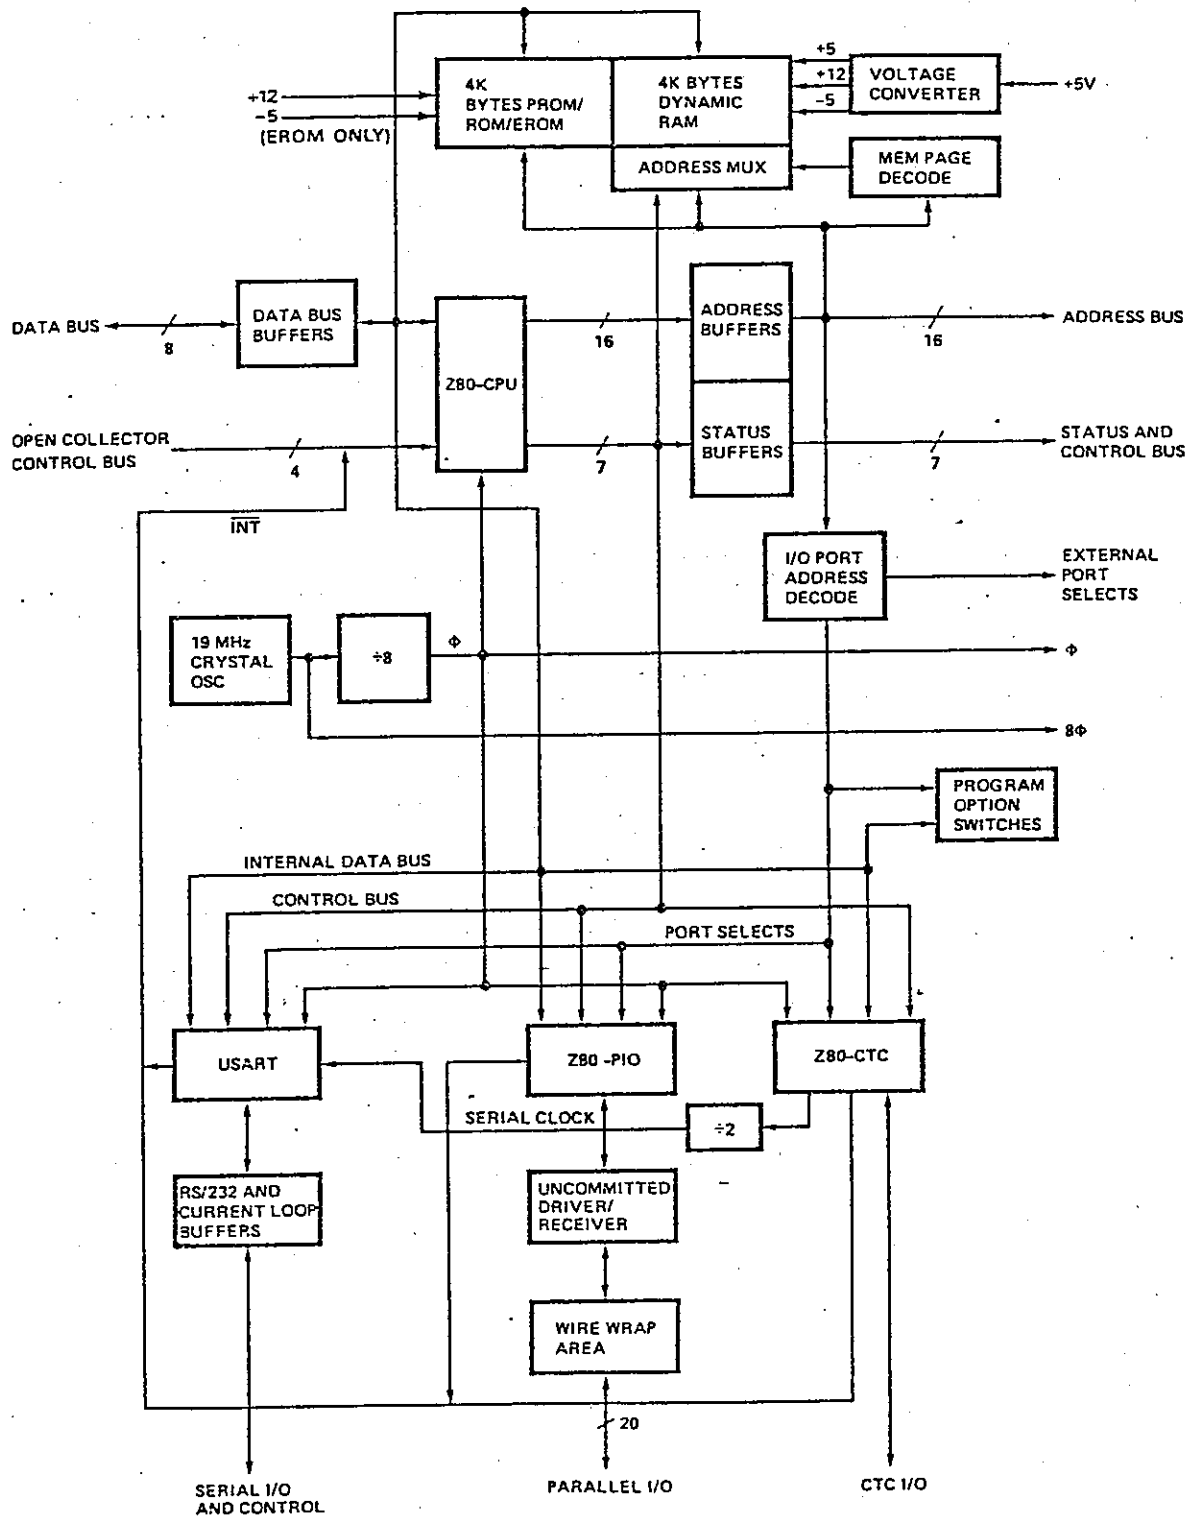 +5
+12
-5
4K
BYTES PROM/
ROM/EROM
4K BYTES
DYNAMIC
RAM
VOLTAGE
CONVERTER
+5V
+12
-5
(EROM ONLY)
ADDRESS MUX
MEM PAGE
DECODE
DATA BUS
8
DATA BUS
BUFFERS
Z80-CPU
16
ADDRESS
BUFFERS
16
ADDRESS BUS
OPEN COLLECTOR
CONTROL BUS
4
7
STATUS
BUFFERS
7
STATUS AND
CONTROL BUS
INT
I/O PORT
ADDRESS
DECODE
EXTERNAL
PORT
SELECTS
19 MHz
CRYSTAL
OSC
÷8
Φ
Φ
8Φ
PROGRAM
OPTION
SWITCHES
INTERNAL DATA BUS
CONTROL BUS
PORT SELECTS
USART
Z80-PIO
Z80-CTC
SERIAL CLOCK
÷2
RS/232 AND
CURRENT LOOP
BUFFERS
UNCOMMITTED
DRIVER/
RECEIVER
WIRE WRAP
AREA
20
SERIAL I/O
AND CONTROL
PARALLEL I/O
CTC I/O